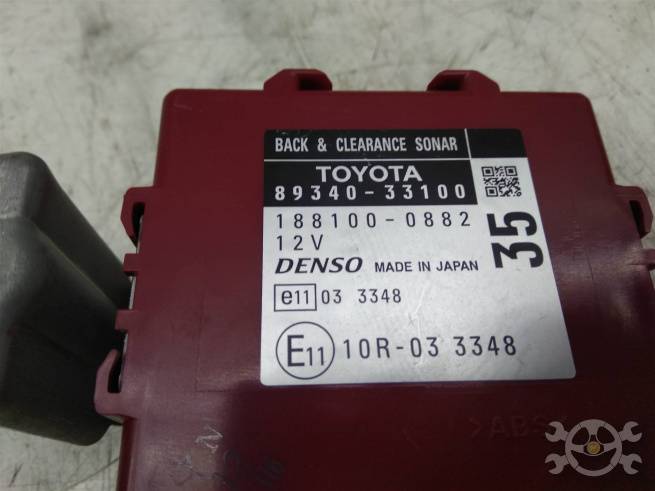 BACK & CLEARANCE SONAR
TOYOTA
89340-33100
188100-0882
12V
DENSO MADE IN JAPAN
35
e11 03 3348
E11 10R-03 3348
>ABS